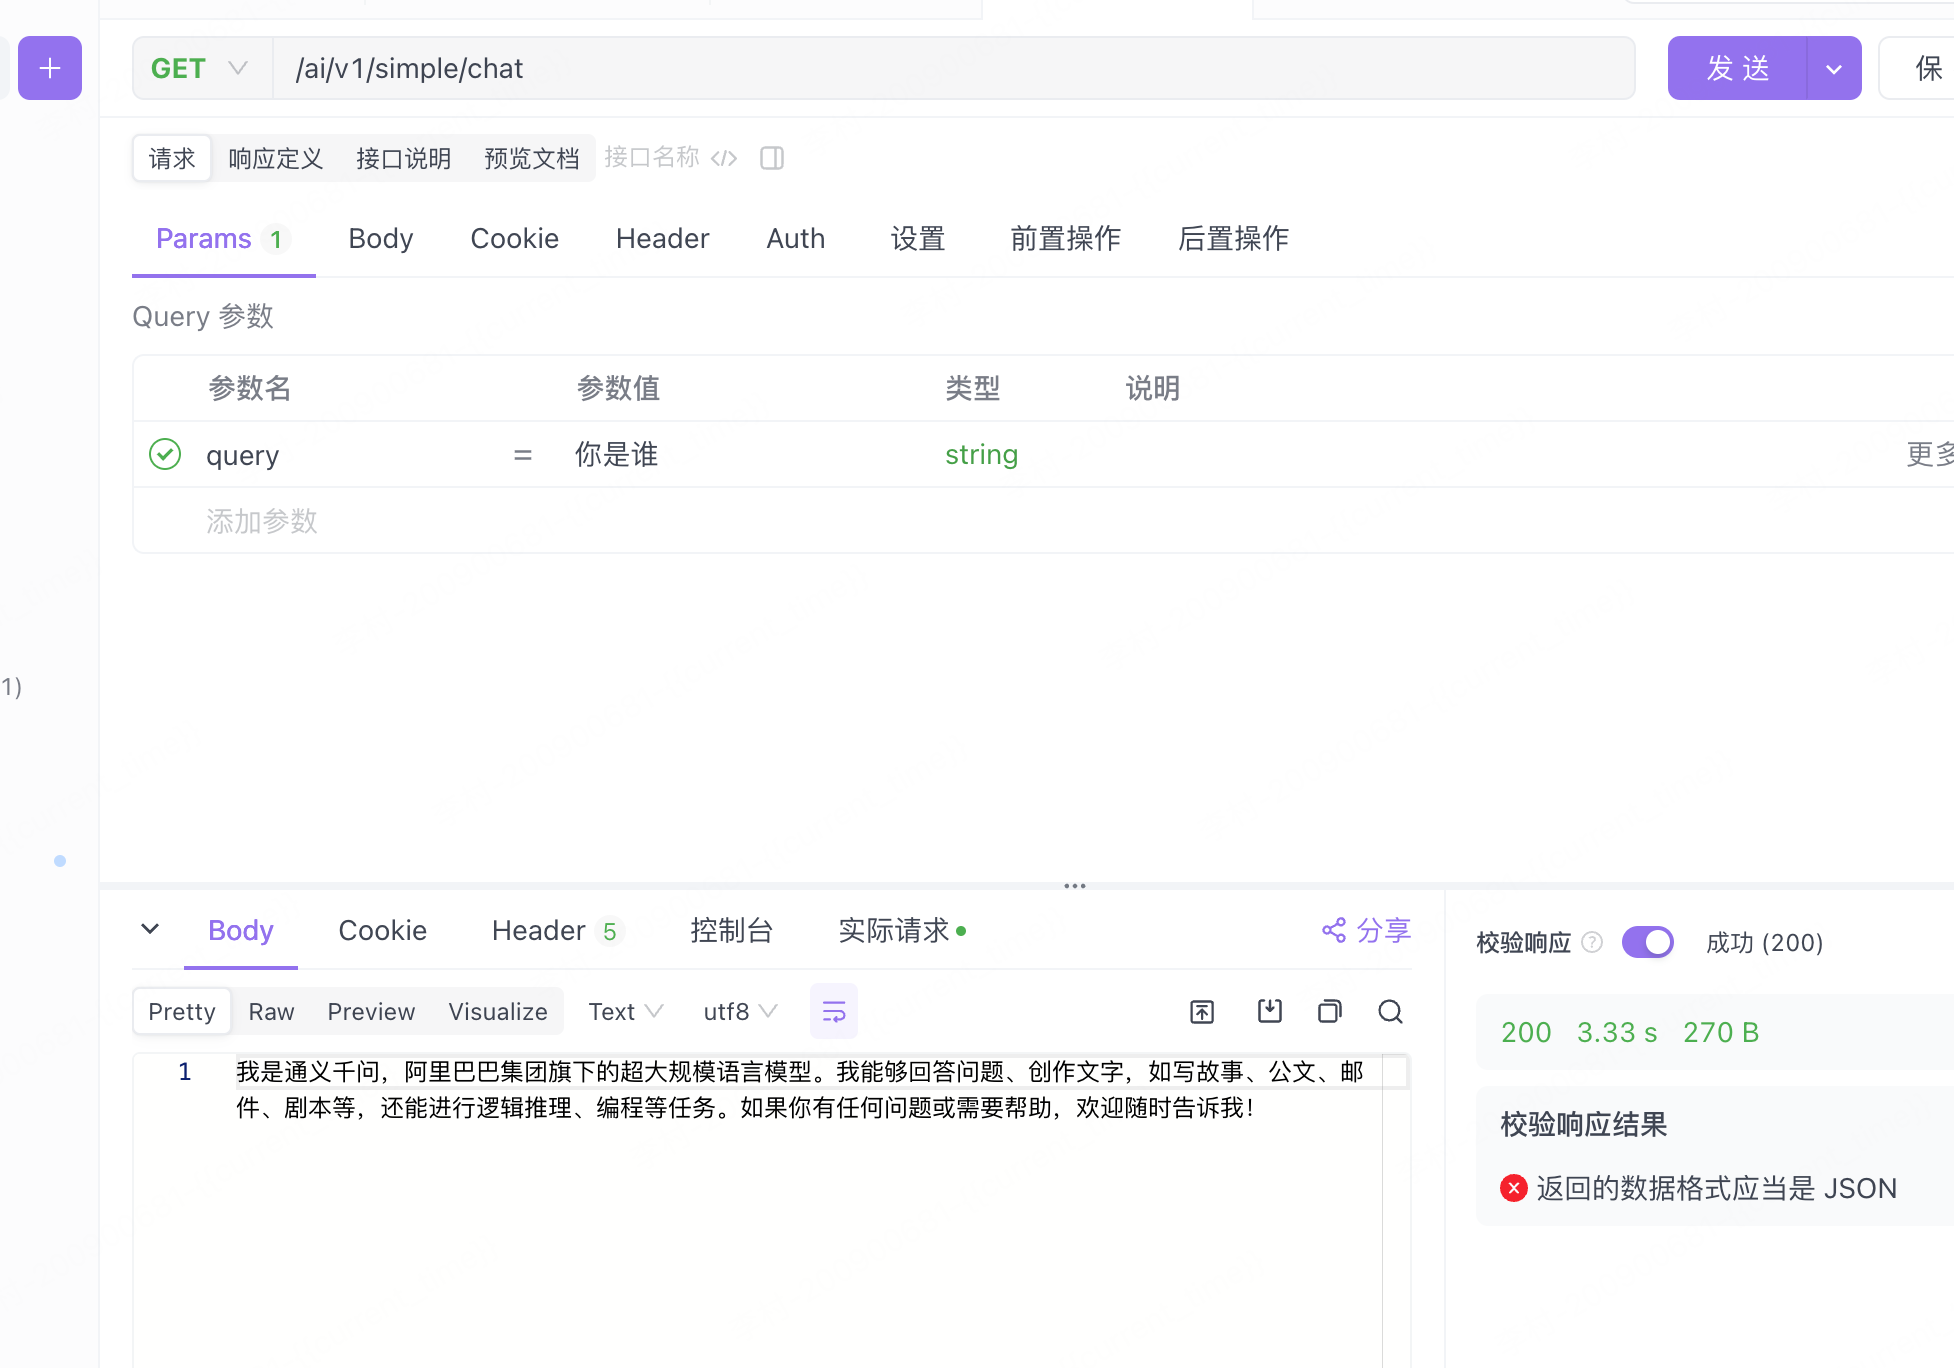 GET /ai/v1/simple/chat 发 送 保
请求 响应定义 接口说明 预览文档 接口名称
Params 1 Body Cookie Header Auth 设置 前置操作 后置操作
Query 参数
参数名 参数值 类型 说明
query = 你是谁 string 更多
添加参数
1)
Body Cookie Header 5 控制台 实际请求 分享
校验响应 ? 成功 (200)
Pretty Raw Preview Visualize Text utf8
200 3.33 s 270 B
1 我是通义千问，阿里巴巴集团旗下的超大规模语言模型。我能够回答问题、创作文字，如写故事、公文、邮
件、剧本等，还能进行逻辑推理、编程等任务。如果你有任何问题或需要帮助，欢迎随时告诉我！
校验响应结果
返回的数据格式应当是 JSON